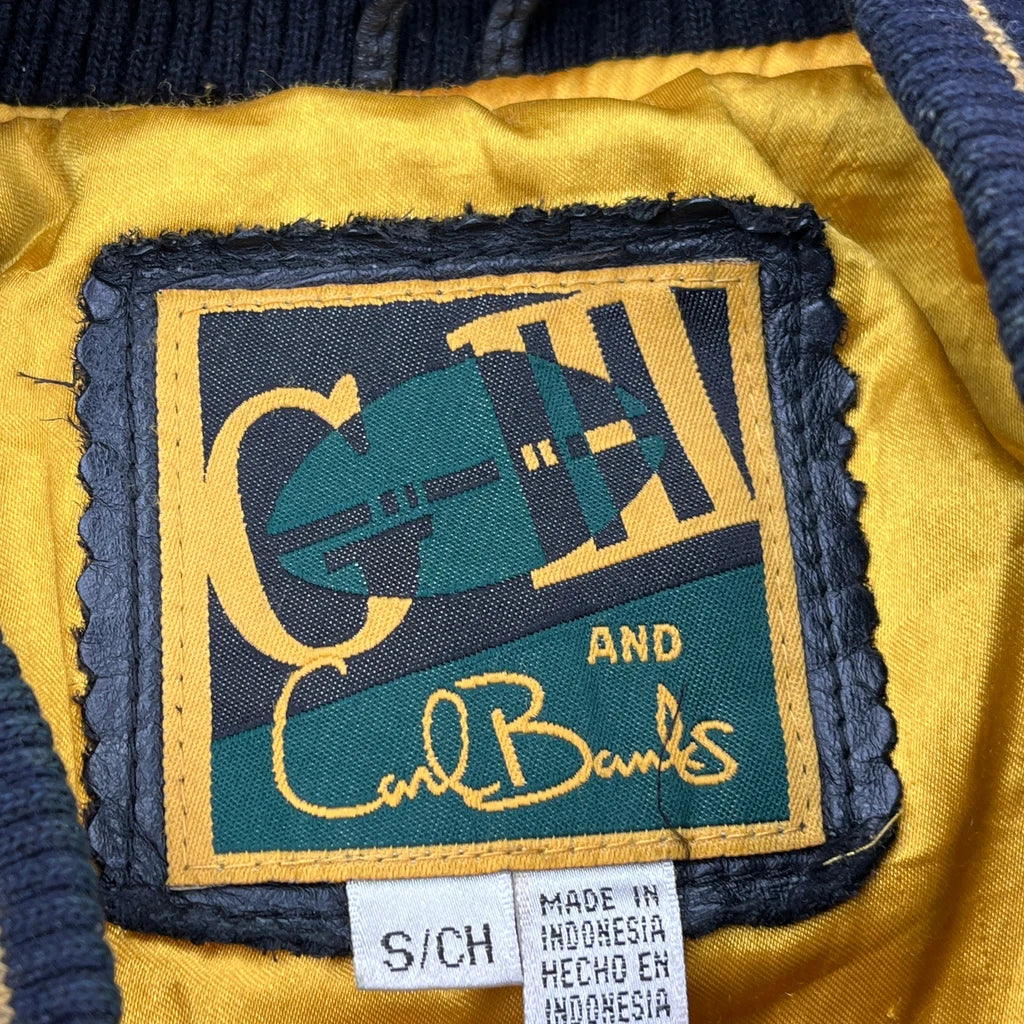 G-III
AND
Carl Banks
S/CH
MADE IN
INDONESIA
HECHO EN
INDONESIA